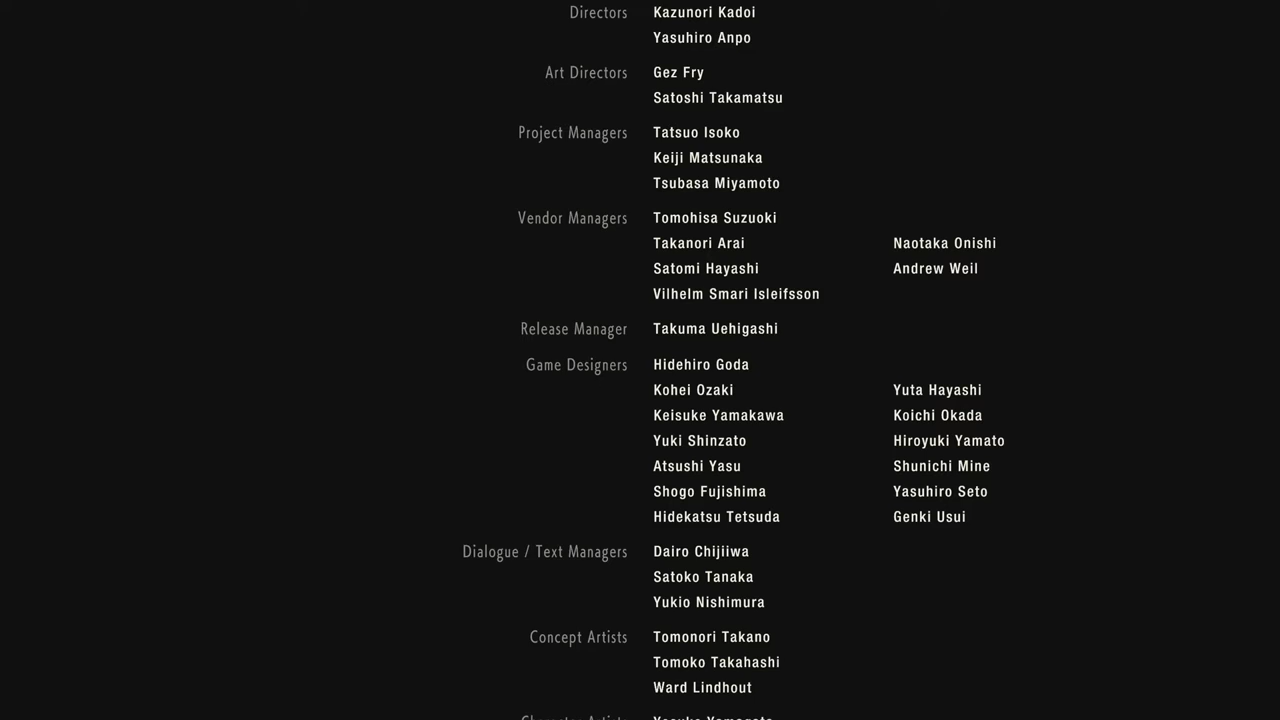 Directors Kazunori Kadoi
Yasuhiro Anpo
Art Directors Gez Fry
Satoshi Takamatsu
Project Managers Tatsuo Isoko
Keiji Matsunaka
Tsubasa Miyamoto
Vendor Managers Tomohisa Suzuoki
Takanori Arai Naotaka Onishi
Satomi Hayashi Andrew Weil
Vilhelm Smari Isleifsson
Release Manager Takuma Uehigashi
Game Designers Hidehiro Goda
Kohei Ozaki Yuta Hayashi
Keisuke Yamakawa Koichi Okada
Yuki Shinzato Hiroyuki Yamato
Atsushi Yasu Shunichi Mine
Shogo Fujishima Yasuhiro Seto
Hidekatsu Tetsuda Genki Usui
Dialogue / Text Managers Dairo Chijiiwa
Satoko Tanaka
Yukio Nishimura
Concept Artists Tomonori Takano
Tomoko Takahashi
Ward Lindhout